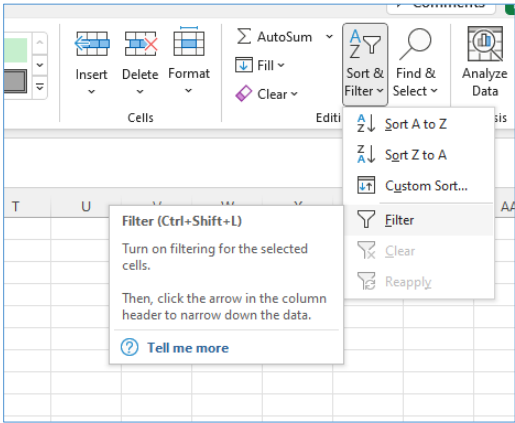 Comments
AutoSum
Fill
Clear
Insert
Delete
Format
Sort &
Filter
Find &
Select
Analyze
Data
Cells
Editi
sis
Sort A to Z
Sort Z to A
Custom Sort...
Filter
Clear
Reapply
T
U
V
W
X
AA
Filter (Ctrl+Shift+L)
Turn on filtering for the selected
cells.
Then, click the arrow in the column
header to narrow down the data.
Tell me more